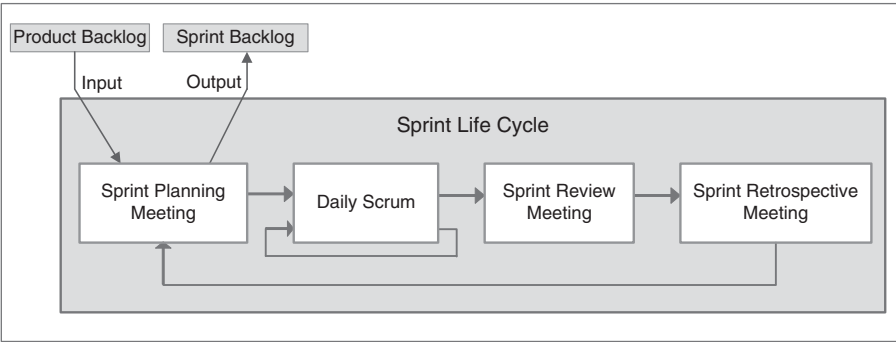 Product Backlog
Sprint Backlog
Input
Output
Sprint Life Cycle
Sprint Planning
Meeting
Daily Scrum
Sprint Review
Meeting
Sprint Retrospective
Meeting